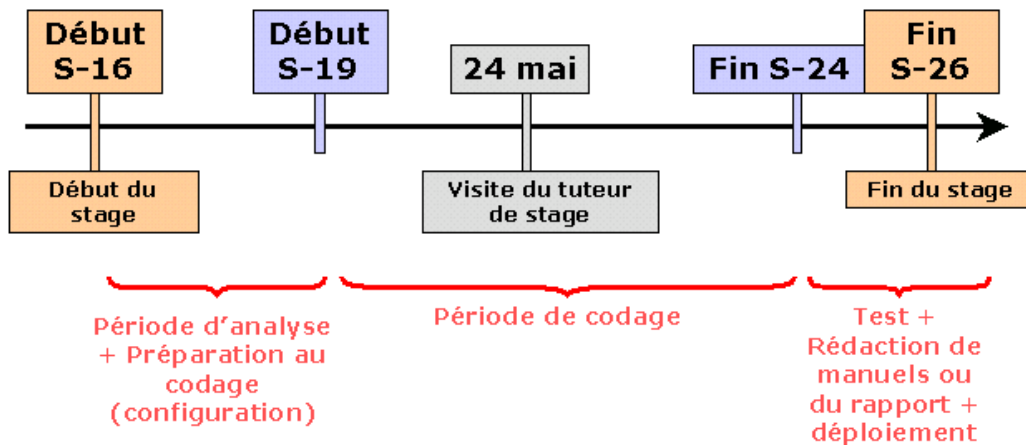 Début
S-16
Début
S-19
24 mai
Fin S-24
Fin
S-26
Début du
stage
Visite du tuteur
de stage
Fin du stage
Période d'analyse
+ Préparation au
codage
(configuration)
Période de codage
Test +
Rédaction de
manuels ou
du rapport +
déploiement